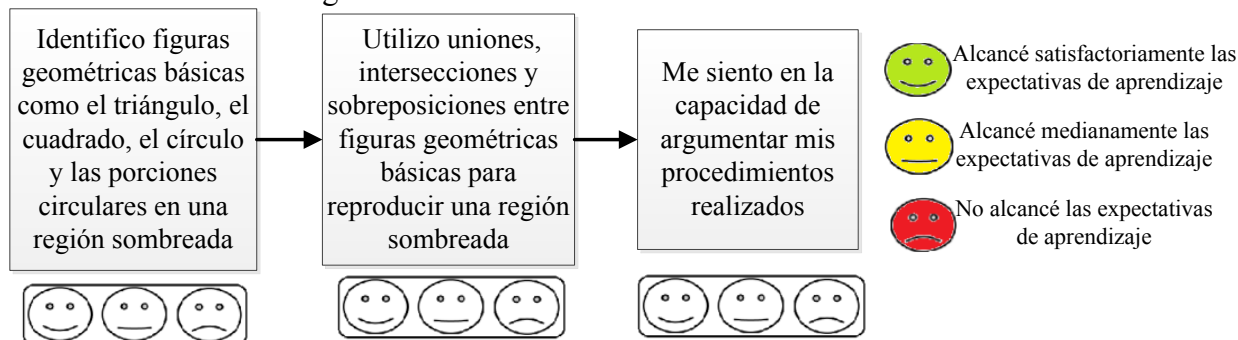 Identifico figuras
geométricas básicas
como el triángulo, el
cuadrado, el círculo
y las porciones
circulares en una
región sombreada
Utilizo uniones,
intersecciones y
sobreposiciones entre
figuras geométricas
básicas para
reproducir una región
sombreada
Me siento en la
capacidad de
argumentar mis
procedimientos
realizados
Alcancé satisfactoriamente las
expectativas de aprendizaje
Alcancé medianamente las
expectativas de aprendizaje
No alcancé las expectativas
de aprendizaje